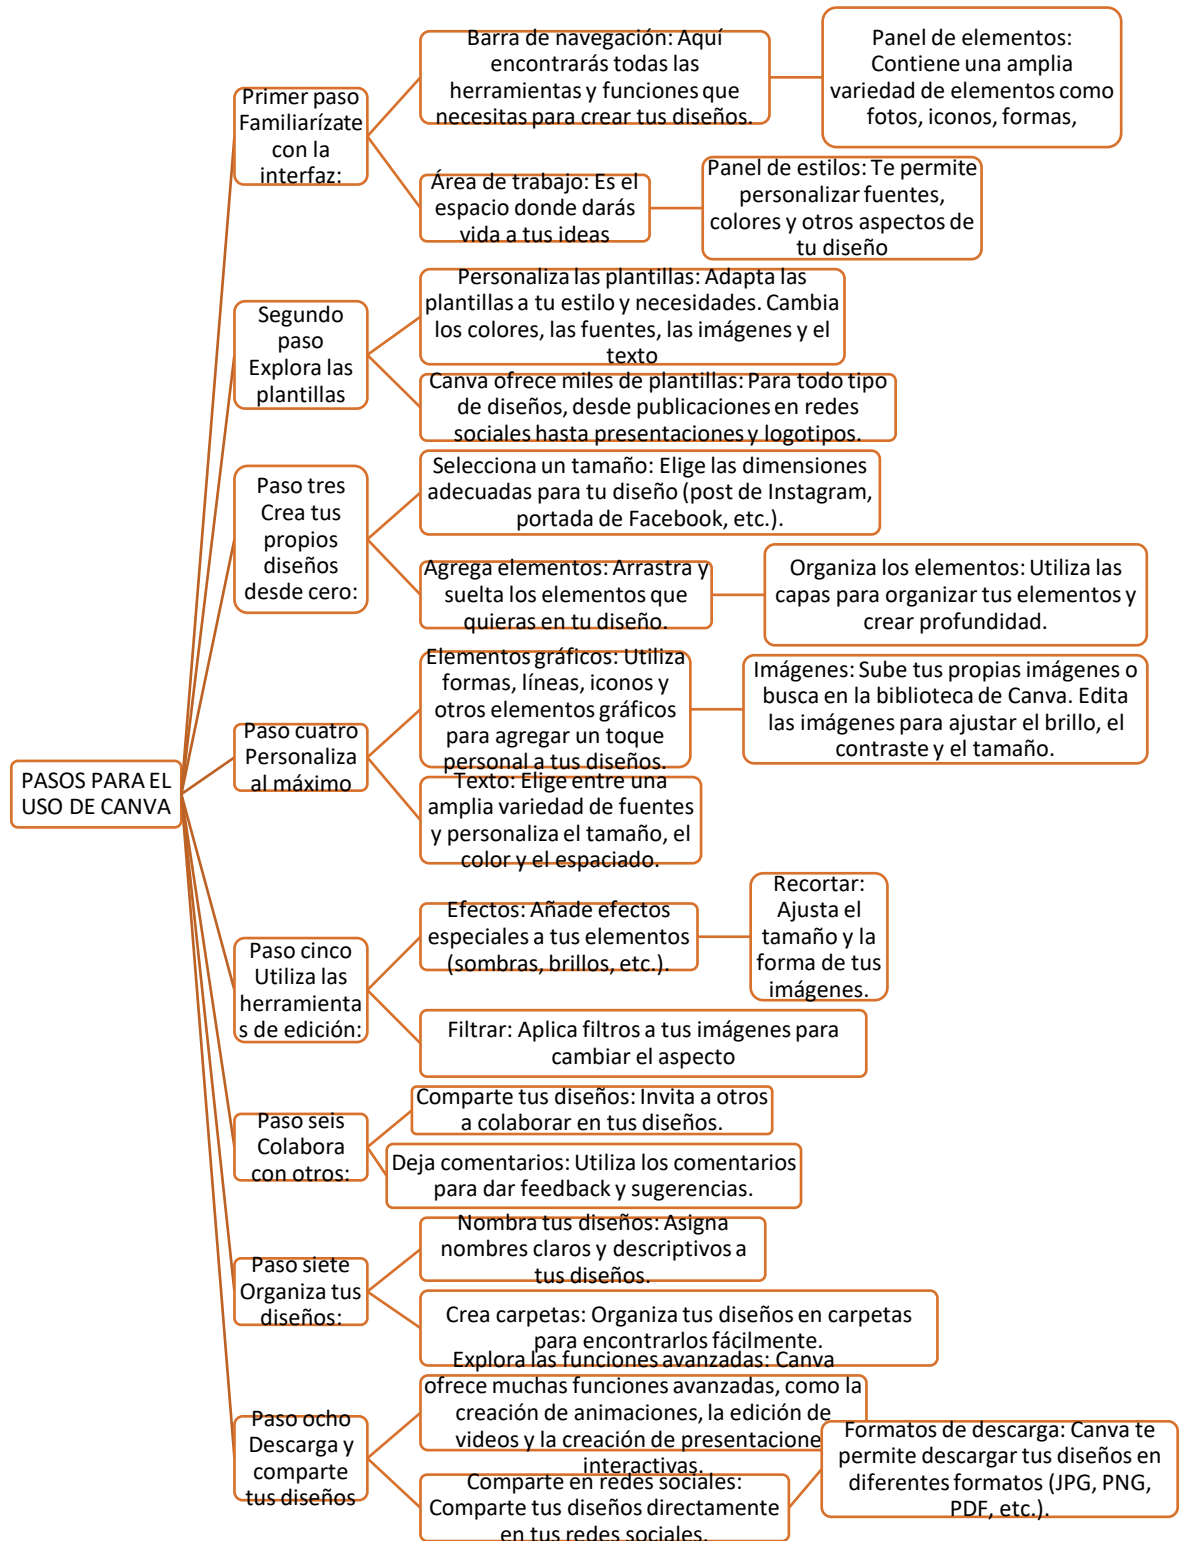 PASOS PARA EL
USO DE CANVA
Primer paso
Familiarízate
con la
interfaz:
Barra de navegación: Aquí
encontrarás todas las
herramientas y funciones que
necesitas para crear tus diseños.
Panel de elementos:
Contiene una amplia
variedad de elementos como
fotos, iconos, formas,
Área de trabajo: Es el
espacio donde darás
vida a tus ideas
Panel de estilos: Te permite
personalizar fuentes,
colores y otros aspectos de
tu diseño
Segundo
paso
Explora las
plantillas
Personaliza las plantillas: Adapta las
plantillas a tu estilo y necesidades. Cambia
los colores, las fuentes, las imágenes y el
texto
Canva ofrece miles de plantillas: Para todo tipo
de diseños, desde publicaciones en redes
sociales hasta presentaciones y logotipos.
Paso tres
Crea tus
propios
diseños
desde cero:
Selecciona un tamaño: Elige las dimensiones
adecuadas para tu diseño (post de Instagram,
portada de Facebook, etc.).
Agrega elementos: Arrastra y
suelta los elementos que
quieras en tu diseño.
Organiza los elementos: Utiliza las
capas para organizar tus elementos y
crear profundidad.
Paso cuatro
Personaliza
al máximo
Elementos gráficos: Utiliza
formas, líneas, iconos y
otros elementos gráficos
para agregar un toque
personal a tus diseños.
Imágenes: Sube tus propias imágenes o
busca en la biblioteca de Canva. Edita
las imágenes para ajustar el brillo, el
contraste y el tamaño.
Texto: Elige entre una
amplia variedad de fuentes
y personaliza el tamaño, el
color y el espaciado.
Paso cinco
Utiliza las
herramienta
s de edición:
Efectos: Añade efectos
especiales a tus elementos
(sombras, brillos, etc.).
Recortar:
Ajusta el
tamaño y la
forma de tus
imágenes.
Filtrar: Aplica filtros a tus imágenes para
cambiar el aspecto
Paso seis
Colabora
con otros:
Comparte tus diseños: Invita a otros
a colaborar en tus diseños.
Deja comentarios: Utiliza los comentarios
para dar feedback y sugerencias.
Paso siete
Organiza tus
diseños:
Nombra tus diseños: Asigna
nombres claros y descriptivos a
tus diseños.
Crea carpetas: Organiza tus diseños en carpetas
para encontrarlos fácilmente.
Paso ocho
Descarga y
comparte
tus diseños
Explora las funciones avanzadas: Canva
ofrece muchas funciones avanzadas, como la
creación de animaciones, la edición de
videos y la creación de presentacione
interactivas.
Comparte en redes sociales:
Comparte tus diseños directamente
en tus redes sociales.
Formatos de descarga: Canva te
permite descargar tus diseños en
diferentes formatos (JPG, PNG,
PDF, etc.).